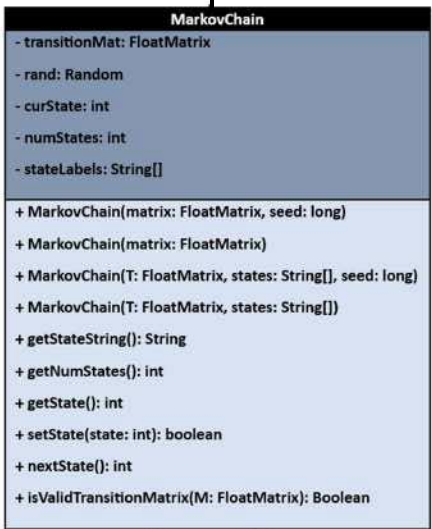 MarkovChain
- transitionMat: FloatMatrix
- rand: Random
- curState: int
- numStates: int
- stateLabels: String[]
+ MarkovChain(matrix: FloatMatrix, seed: long)
+ MarkovChain(matrix: FloatMatrix)
+ MarkovChain(T: FloatMatrix, states: String[], seed: long)
+ MarkovChain(T: FloatMatrix, states: String[])
+ getStateString(): String
+ getNumStates(): int
+ getState(): int
+ setState(state: int): boolean
+ nextState(): int
+ isValidTransitionMatrix(M: FloatMatrix): Boolean